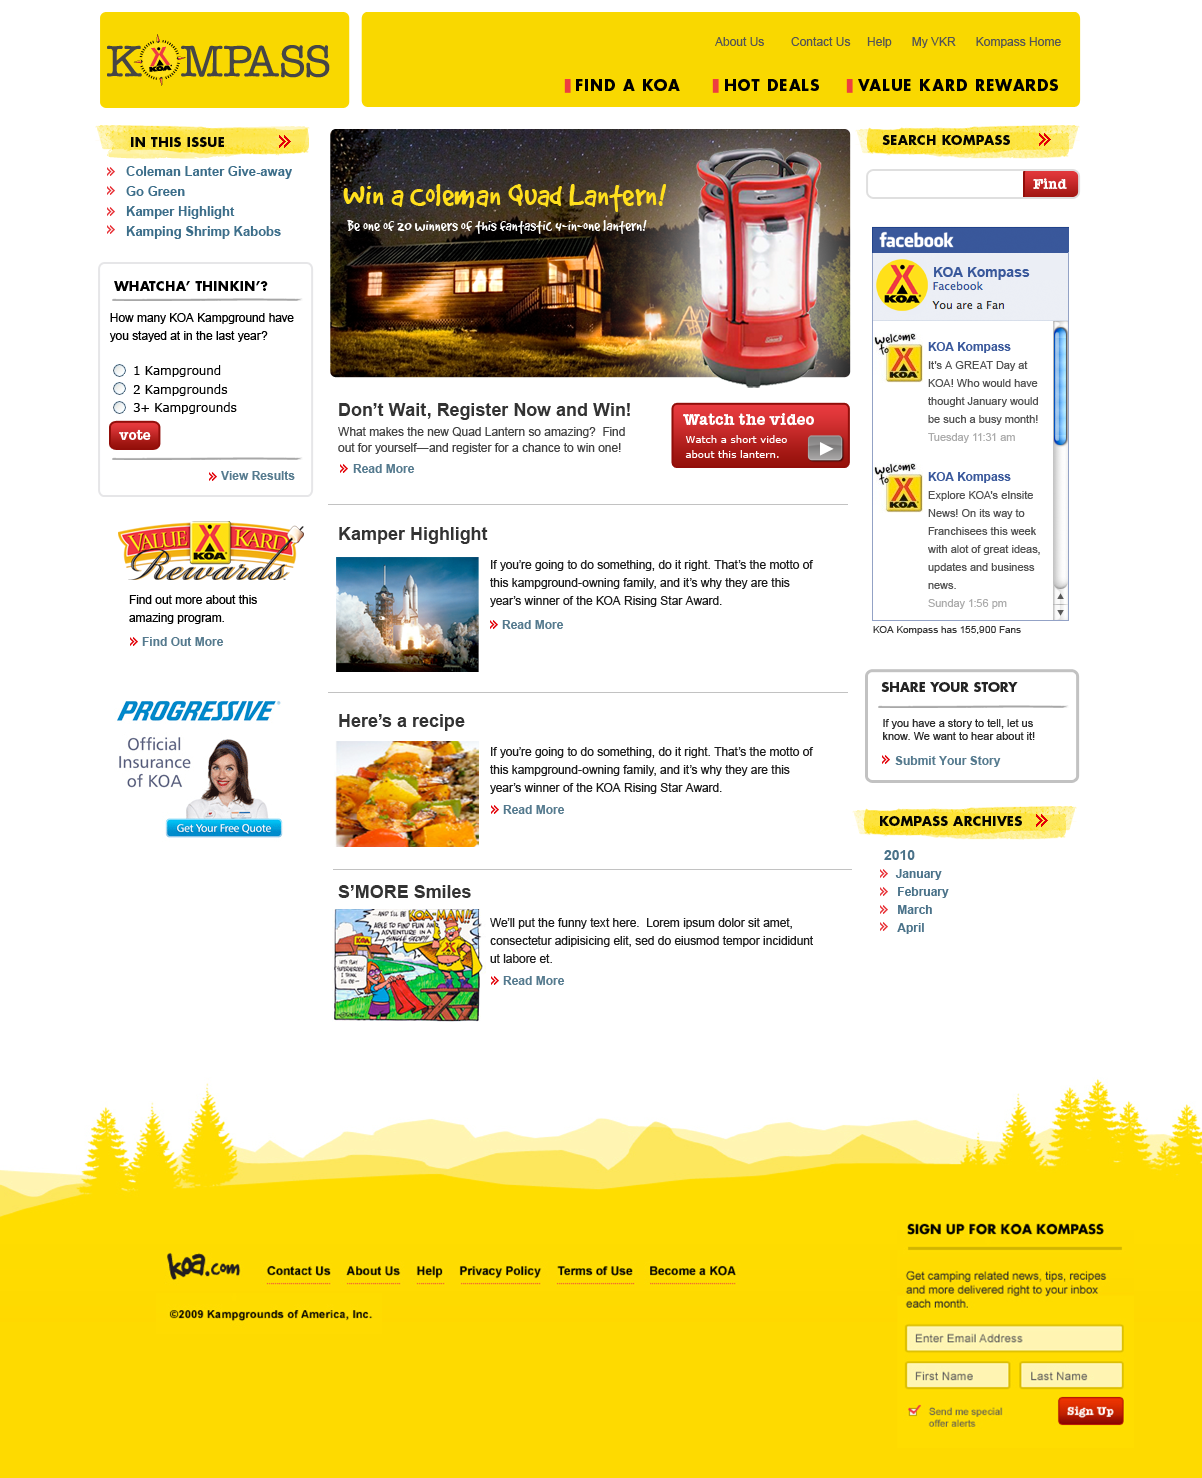 KOMPASS
KOA
About Us Contact Us Help My VKR Kompass Home
FIND A KOA HOT DEALS VALUE KARD REWARDS
IN THIS ISSUE
Coleman Lanter Give-away
Go Green
Kamper Highlight
Kamping Shrimp Kabobs
WHATCHA' THINKIN'?
How many KOA Kampground have
you stayed at in the last year?
1 Kampground
2 Kampgrounds
3+ Kampgrounds
vote
View Results
VALUE KARD
KOA
Rewards
Find out more about this
amazing program.
Find Out More
PROGRESSIVE
Official
Insurance
of KOA
Get Your Free Quote
Win a Coleman Quad Lantern!
Be one of 20 winners of this fantastic 4-in-one lantern!
Coleman
Don't Wait, Register Now and Win!
What makes the new Quad Lantern so amazing?  Find
out for yourself—and register for a chance to win one!
Read More
Watch the video
Watch a short video
about this lantern.
Kamper Highlight
If you're going to do something, do it right. That's the motto of
this kampground-owning family, and it's why they are this
year's winner of the KOA Rising Star Award.
Read More
Here's a recipe
If you're going to do something, do it right. That's the motto of
this kampground-owning family, and it's why they are this
year's winner of the KOA Rising Star Award.
Read More
S'MORE Smiles
...AND I'LL BE KOA-MAN!!
ABLE TO FIND FUN AND
ADVENTURE IN A
SINGLE STOP!!
KOA
LET'S PLAY
SUPERHERO!
I THINK
I'LL BE--
We'll put the funny text here.  Lorem ipsum dolor sit amet,
consectetur adipisicing elit, sed do eiusmod tempor incididunt
ut labore et.
Read More
SEARCH KOMPASS
Find
facebook
KOA
KOA Kompass
Facebook
You are a Fan
Welcome to
KOA
KOA Kompass
It's A GREAT Day at
KOA! Who would have
thought January would
be such a busy month!
Tuesday 11:31 am
Welcome to
KOA
KOA Kompass
Explore KOA's eInsite
News! On its way to
Franchisees this week
with alot of great ideas,
updates and business
news.
Sunday 1:56 pm
KOA Kompass has 155,900 Fans
SHARE YOUR STORY
If you have a story to tell, let us
know. We want to hear about it!
Submit Your Story
KOMPASS ARCHIVES
2010
January
February
March
April
koa.com
Contact Us About Us Help Privacy Policy Terms of Use Become a KOA
©2009 Kampgrounds of America, Inc.
SIGN UP FOR KOA KOMPASS
Get camping related news, tips, recipes
and more delivered right to your inbox
each month.
Enter Email Address
First Name Last Name
Send me special
offer alerts
Sign Up